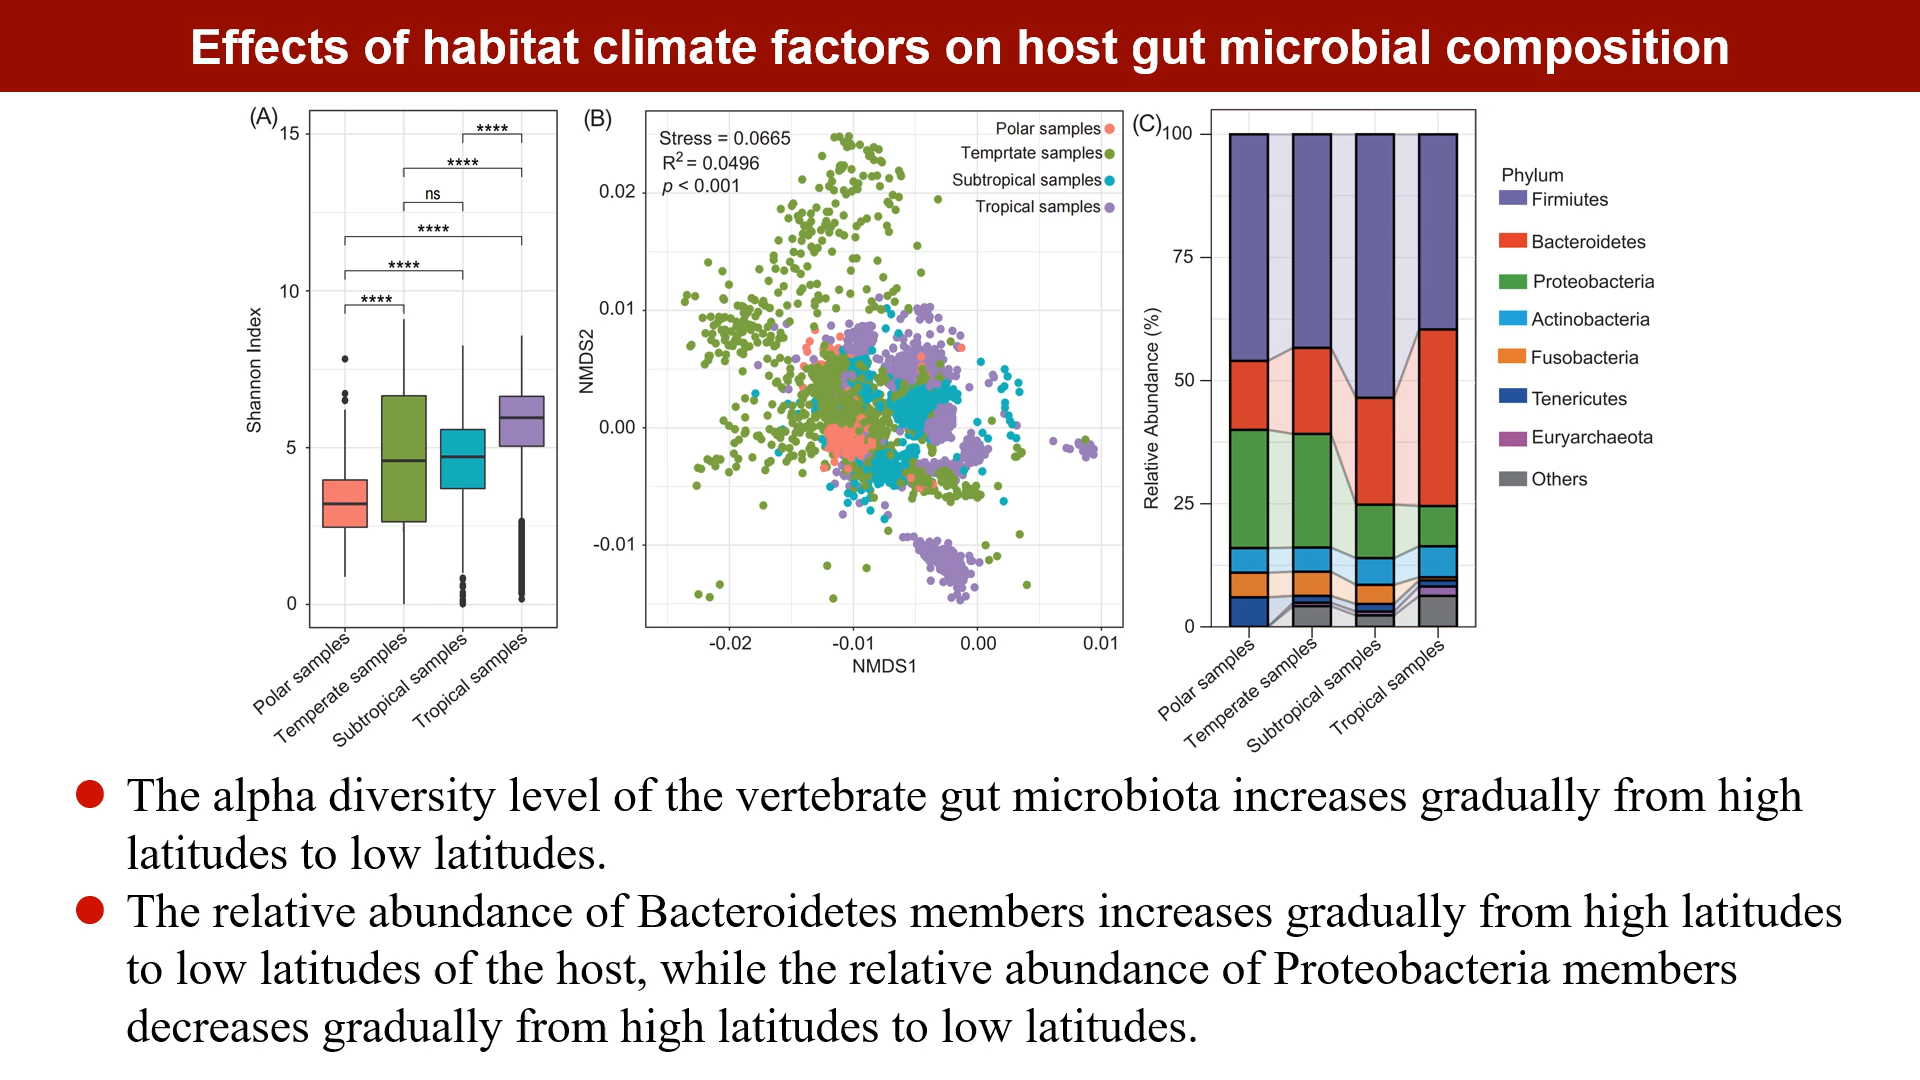 Effects of habitat climate factors on host gut microbial composition
(A)
15
10
5
0
Shannon Index
****
****
ns
****
****
****
Polar samples
Temperate samples
Subtropical samples
Tropical samples
(B)
Stress = 0.0665
R² = 0.0496
p < 0.001
Polar samples
Temprtate samples
Subtropical samples
Tropical samples
0.02
0.01
0.00
-0.01
NMDS2
-0.02
-0.01
0.00
0.01
NMDS1
(C)
100
75
50
25
0
Relative Abundance (%)
Polar samples
Temperate samples
Subtropical samples
Tropical samples
Phylum
Firmiutes
Bacteroidetes
Proteobacteria
Actinobacteria
Fusobacteria
Tenericutes
Euryarchaeota
Others
The alpha diversity level of the vertebrate gut microbiota increases gradually from high
latitudes to low latitudes.
The relative abundance of Bacteroidetes members increases gradually from high latitudes
to low latitudes of the host, while the relative abundance of Proteobacteria members
decreases gradually from high latitudes to low latitudes.